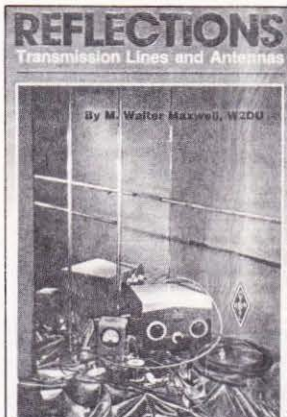 REFLECTIONS
Transmission Lines and Antennas
By M. Walter Maxwell, W2DU